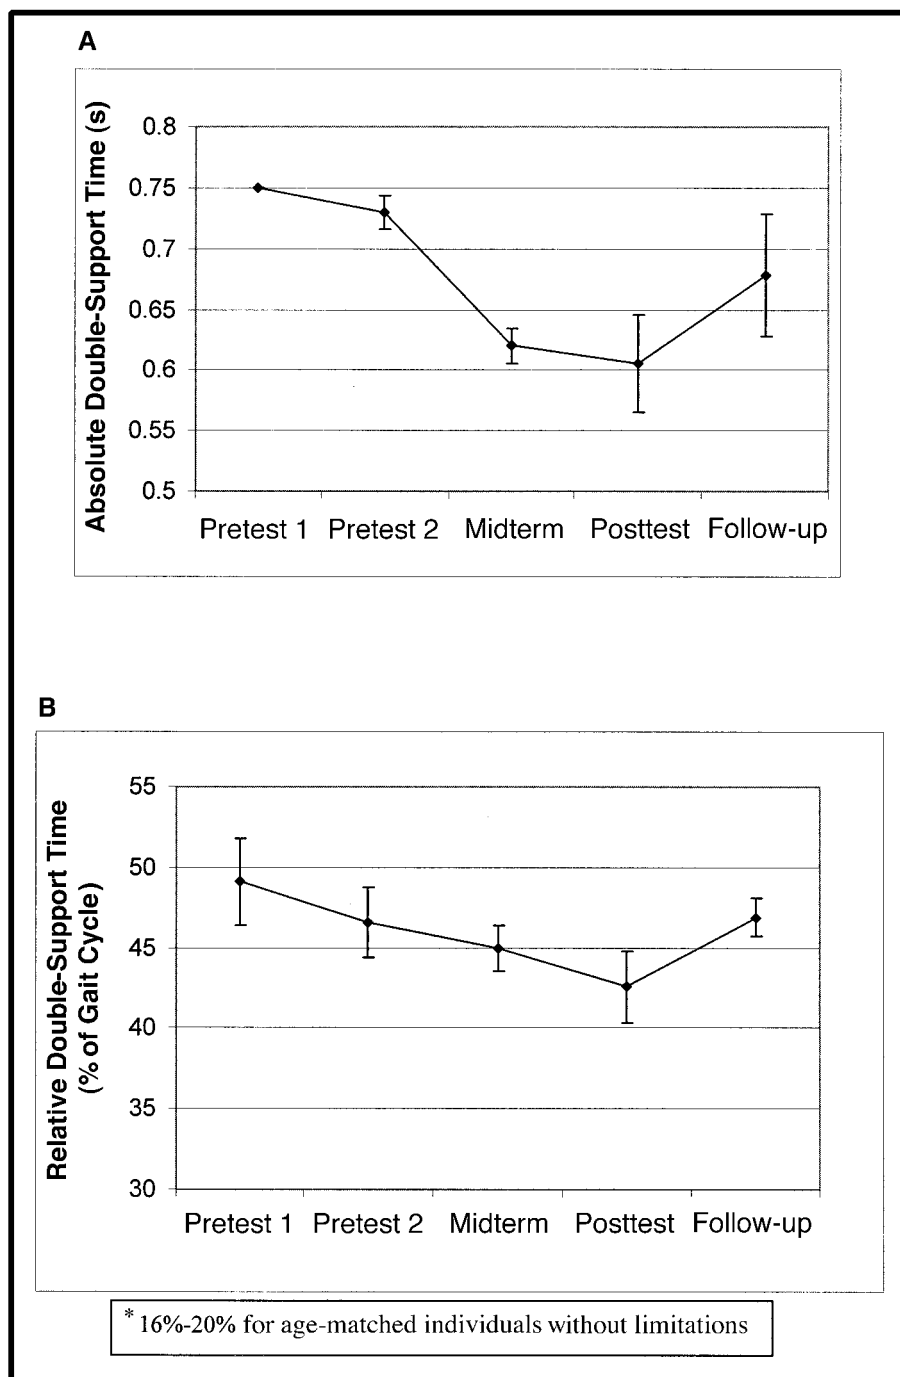 A
Absolute Double-Support Time (s)
0.8
0.75
0.7
0.65
0.6
0.55
0.5
Pretest 1 Pretest 2 Midterm Posttest Follow-up
B
Relative Double-Support Time
(% of Gait Cycle)
55
50
45
40
35
30
Pretest 1 Pretest 2 Midterm Posttest Follow-up
* 16%-20% for age-matched individuals without limitations